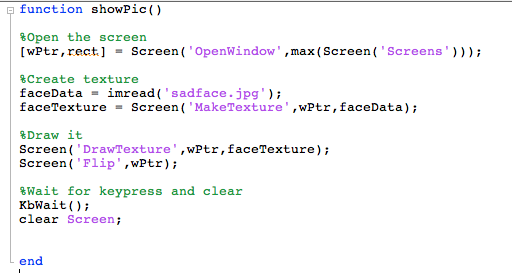 function showPic()
%Open the screen
[wPtr,rect] = Screen('OpenWindow',max(Screen('Screens')));
%Create texture
faceData = imread('sadface.jpg');
faceTexture = Screen('MakeTexture',wPtr,faceData);
%Draw it
Screen('DrawTexture',wPtr,faceTexture);
Screen('Flip',wPtr);
%Wait for keypress and clear
KbWait();
clear Screen;
end